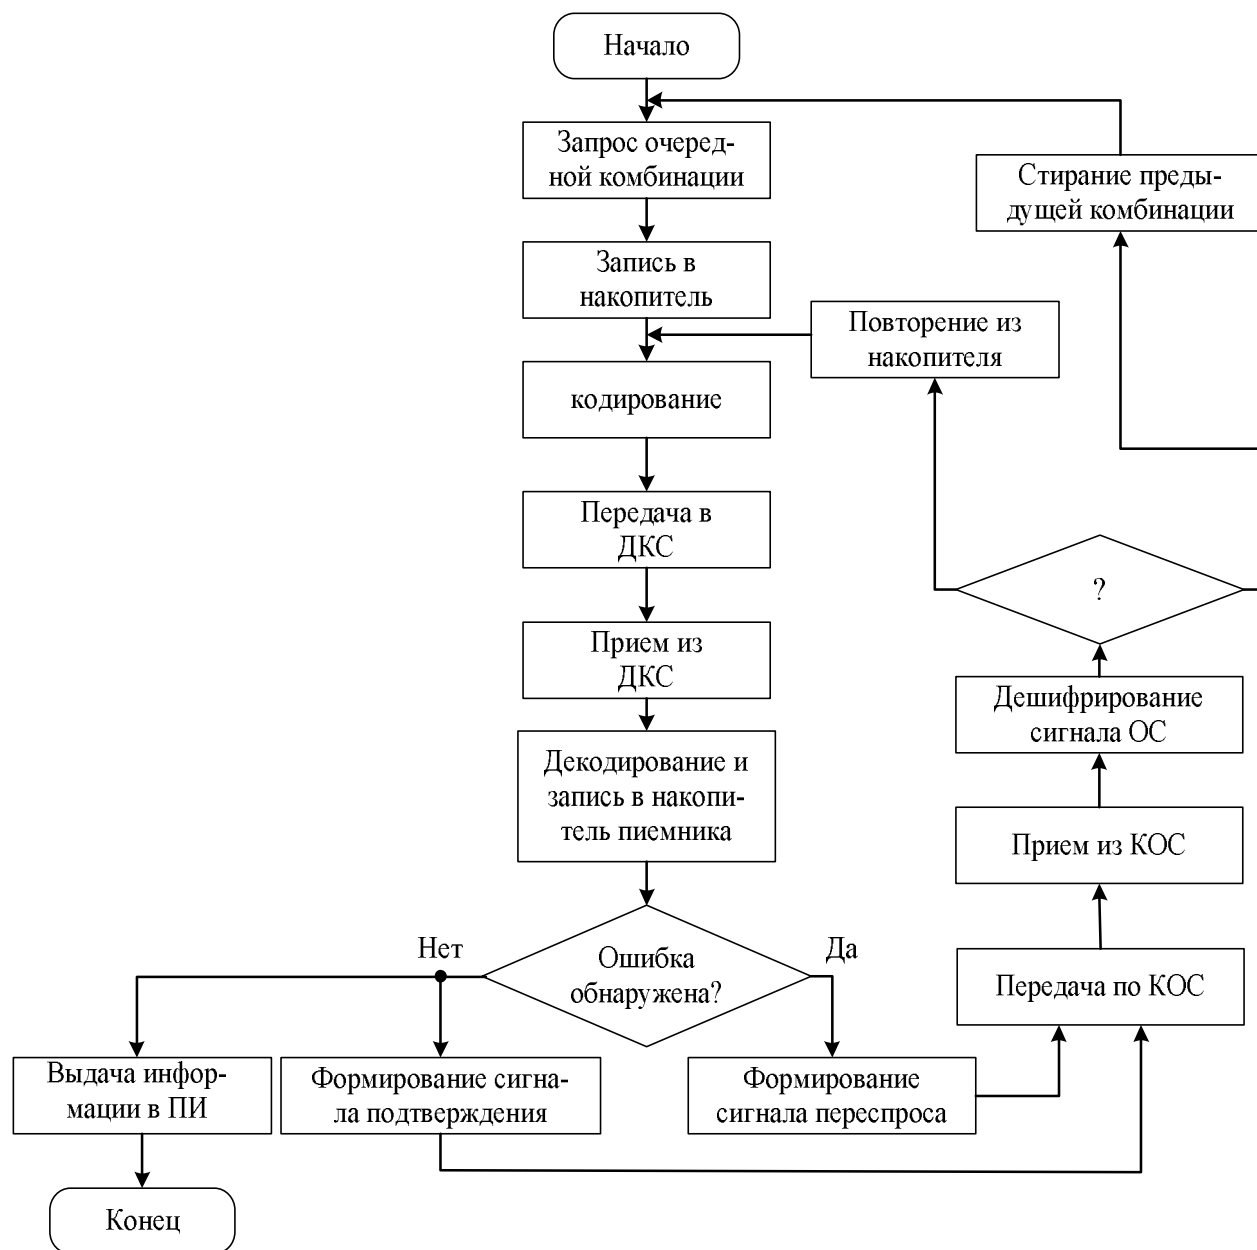 Начало
Запрос очеред-
ной комбинации
Стирание преды-
дущей комбинации
Запись в
накопитель
Повторение из
накопителя
кодирование
Передача в
ДКС
?
Прием из
ДКС
Дешифрирование
сигнала ОС
Декодирование и
запись в накопи-
тель пиемника
Прием из КОС
Нет
Да
Ошибка
обнаружена?
Передача по КОС
Выдача инфор-
мации в ПИ
Формирование сигна-
ла подтверждения
Формирование
сигнала переспроса
Конец